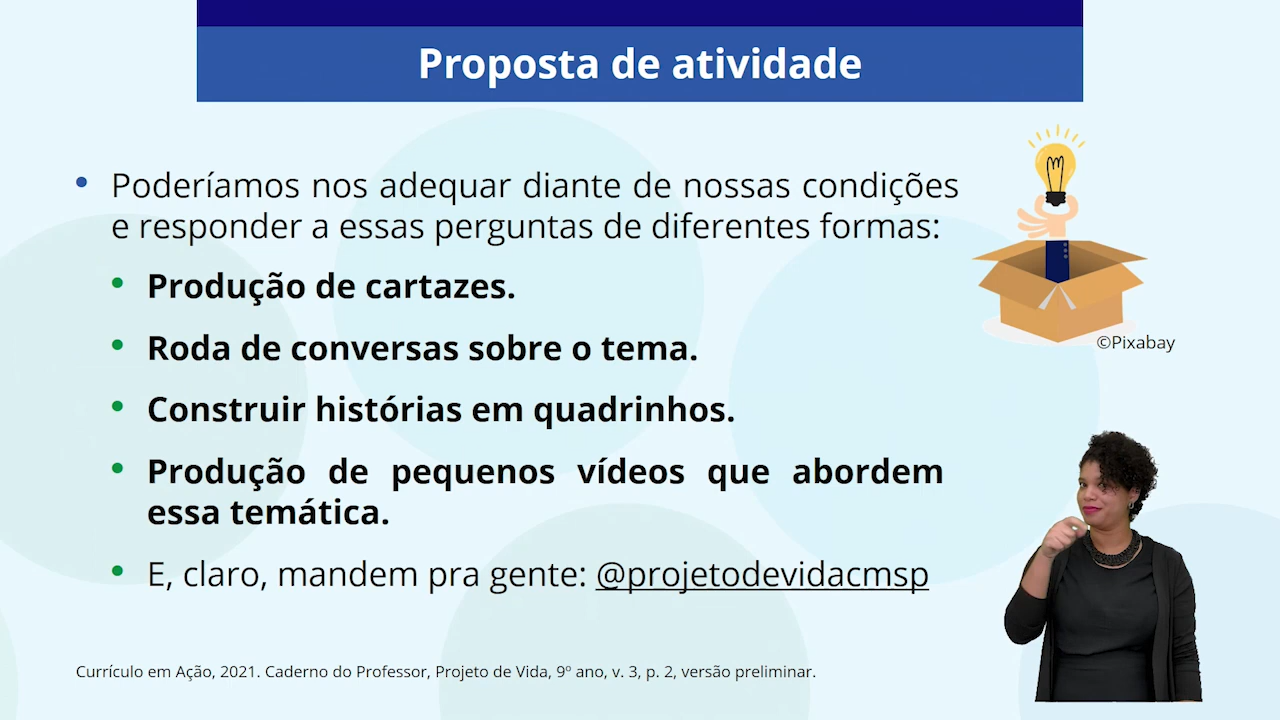 Proposta de atividade
Poderíamos nos adequar diante de nossas condições
e responder a essas perguntas de diferentes formas:
Produção de cartazes.
Roda de conversas sobre o tema.
Construir histórias em quadrinhos.
Produção de pequenos vídeos que abordem
essa temática.
E, claro, mandem pra gente: @projetodevidacmsp
©Pixabay
Currículo em Ação, 2021. Caderno do Professor, Projeto de Vida, 9º ano, v. 3, p. 2, versão preliminar.